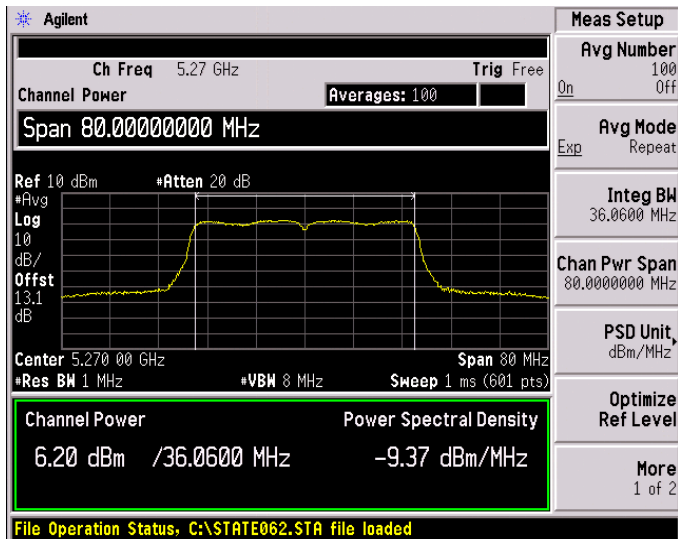 Agilent
Meas Setup
Ch Freq 5.27 GHz Trig Free
Channel Power Averages: 100
Span 80.00000000 MHz
Ref 10 dBm #Atten 20 dB
#Avg
Log
10
dB/
Offst
13.1
dB
Center 5.270 00 GHz Span 80 MHz
#Res BW 1 MHz #VBW 8 MHz Sweep 1 ms (601 pts)
Channel Power Power Spectral Density
6.20 dBm /36.0600 MHz -9.37 dBm/MHz
File Operation Status, C:\STATE062.STA file loaded
Avg Number
100
On Off
Avg Mode
Exp Repeat
Integ BW
36.0600 MHz
Chan Pwr Span
80.0000000 MHz
PSD Unit
dBm/MHz
Optimize
Ref Level
More
1 of 2